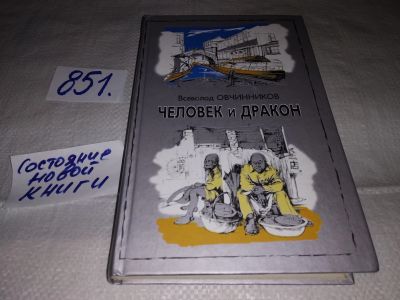 851.
Состояние
новой
книги
Всеволод ОВЧИННИКОВ
ЧЕЛОВЕК и ДРАКОН